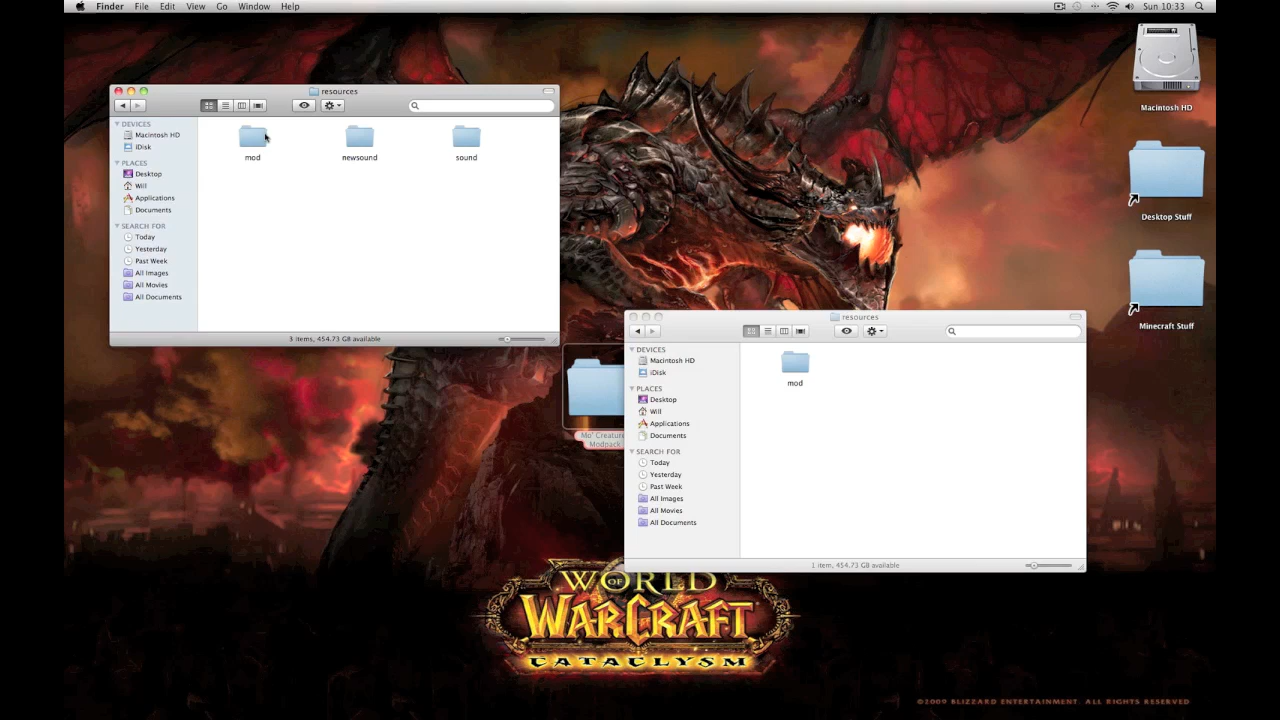 Finder File Edit View Go Window Help
Sun 10:33
resources
DEVICES
Macintosh HD
iDisk
PLACES
Desktop
Will
Applications
Documents
SEARCH FOR
Today
Yesterday
Past Week
All Images
All Movies
All Documents
mod newsound sound
3 items, 454.73 GB available
Macintosh HD
Desktop Stuff
Minecraft Stuff
Mo' Creature
Modpack
resources
DEVICES
Macintosh HD
iDisk
PLACES
Desktop
Will
Applications
Documents
SEARCH FOR
Today
Yesterday
Past Week
All Images
All Movies
All Documents
mod
1 item, 454.73 GB available
WORLD
OF
WARCRAFT
CATACLYSM
©2009 BLIZZARD ENTERTAINMENT. ALL RIGHTS RESERVED